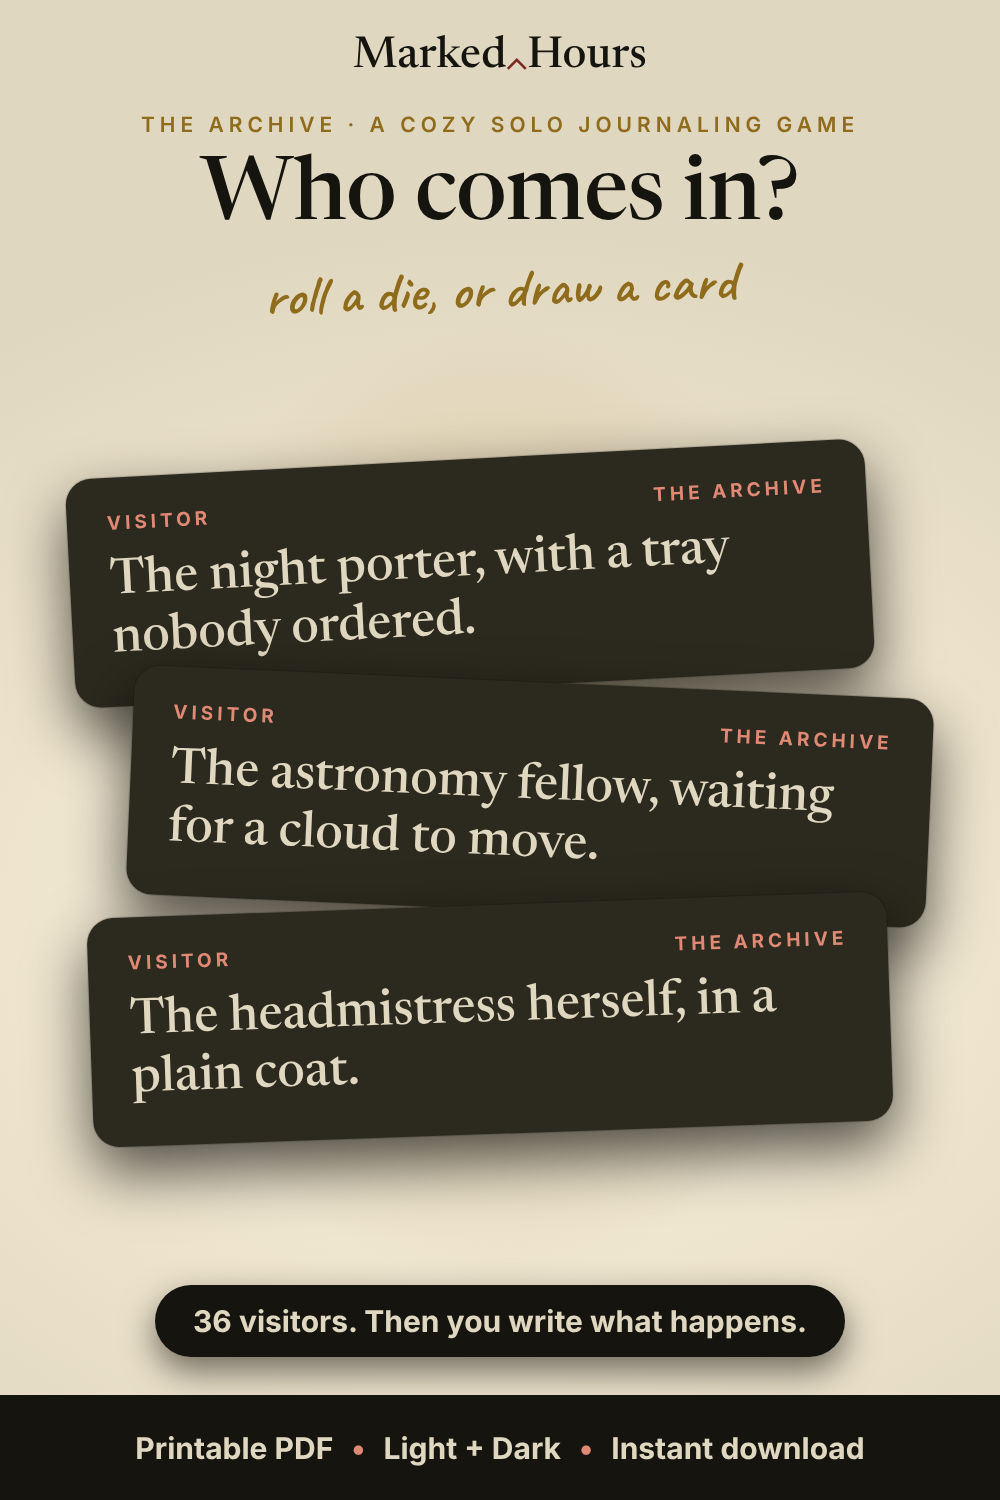 Marked‸Hours
THE ARCHIVE · A COZY SOLO JOURNALING GAME
Who comes in?
roll a die, or draw a card
VISITOR THE ARCHIVE
The night porter, with a tray
nobody ordered.
VISITOR THE ARCHIVE
The astronomy fellow, waiting
for a cloud to move.
VISITOR THE ARCHIVE
The headmistress herself, in a
plain coat.
36 visitors. Then you write what happens.
Printable PDF • Light + Dark • Instant download